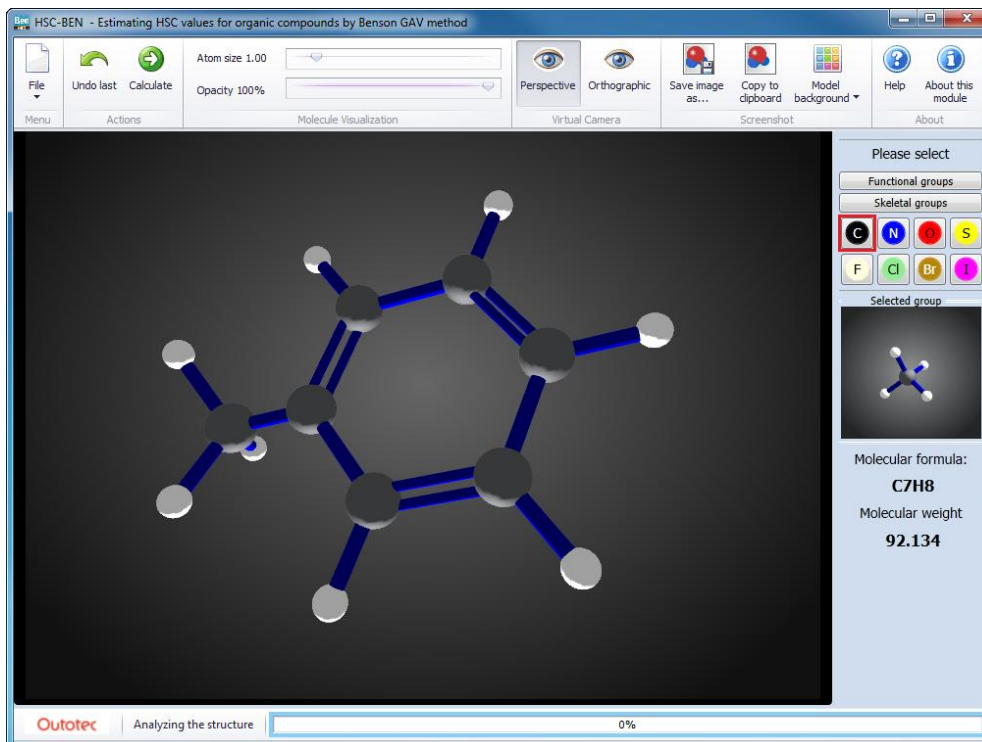 Ben HSC-BEN - Estimating HSC values for organic compounds by Benson GAV method
File
Undo last
Calculate
Atom size 1.00
Opacity 100%
Perspective
Orthographic
Save image
as...
Copy to
clipboard
Model
background
Help
About this
module
Menu
Actions
Molecule Visualization
Virtual Camera
Screenshot
About
Please select
Functional groups
Skeletal groups
C N O S
F Cl Br I
Selected group
Molecular formula:
C7H8
Molecular weight
92.134
Outotec
Analyzing the structure
0%